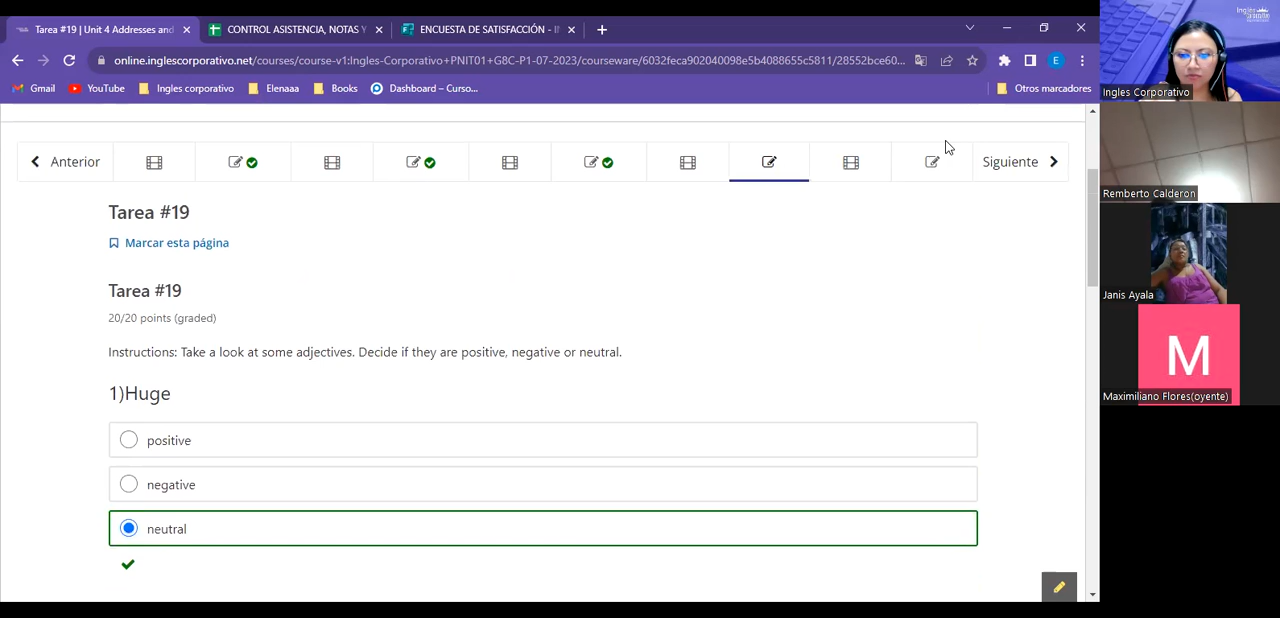 Tarea #19 | Unit 4 Addresses and
CONTROL ASISTENCIA, NOTAS Y
ENCUESTA DE SATISFACCIÓN - I
online.inglescorporativo.net/courses/course-v1:Ingles-Corporativo+PNIT01+G8C-P1-07-2023/courseware/6032feca902040098e5b4088655c5811/28552bce60...
E
Gmail
YouTube
Ingles corporativo
Elenaaa
Books
Dashboard – Curso...
Otros marcadores
Anterior
Siguiente
Tarea #19
Marcar esta página
Tarea #19
20/20 points (graded)
Instructions: Take a look at some adjectives. Decide if they are positive, negative or neutral.
1)Huge
positive
negative
neutral
Ingles Corporativo
Remberto Calderon
Janis Ayala
M
Maximiliano Flores(oyente)